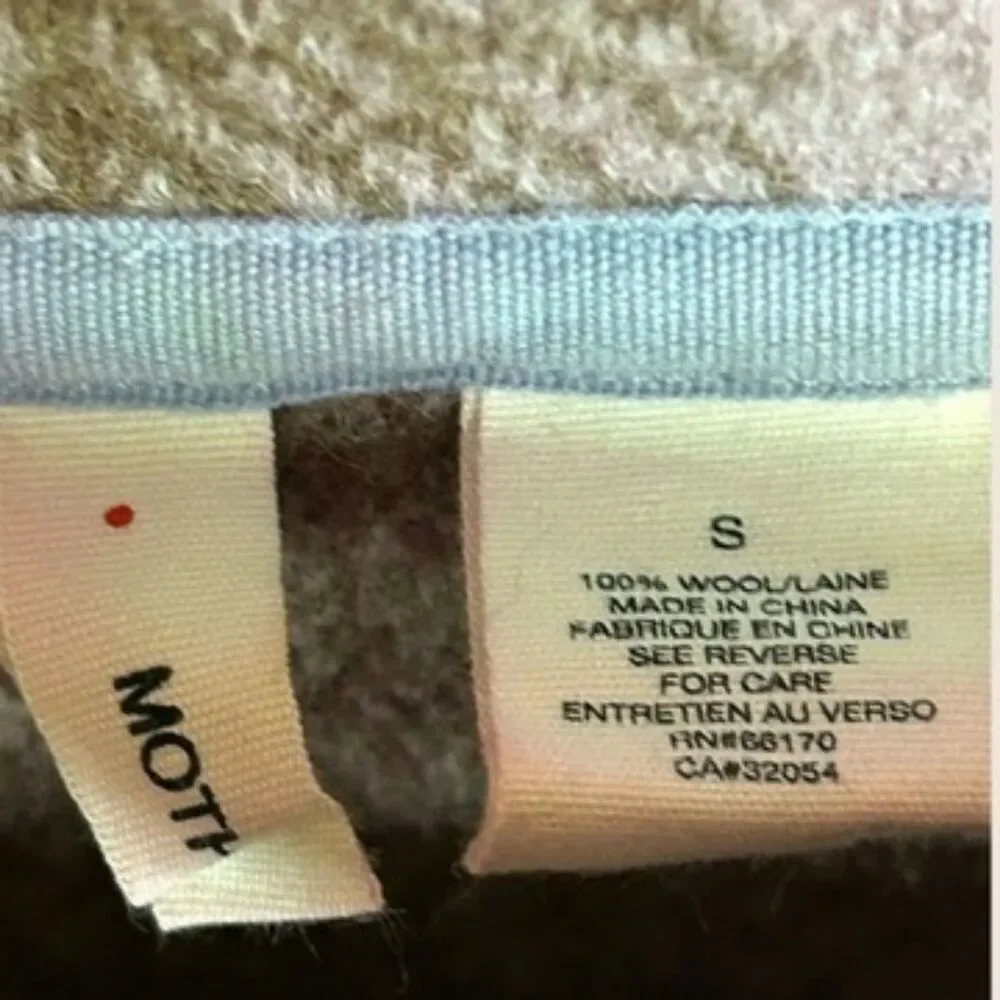 MOTH
S
100% WOOL/LAINE
MADE IN CHINA
FABRIQUE EN CHINE
SEE REVERSE
FOR CARE
ENTRETIEN AU VERSO
RN#66170
CA#32054